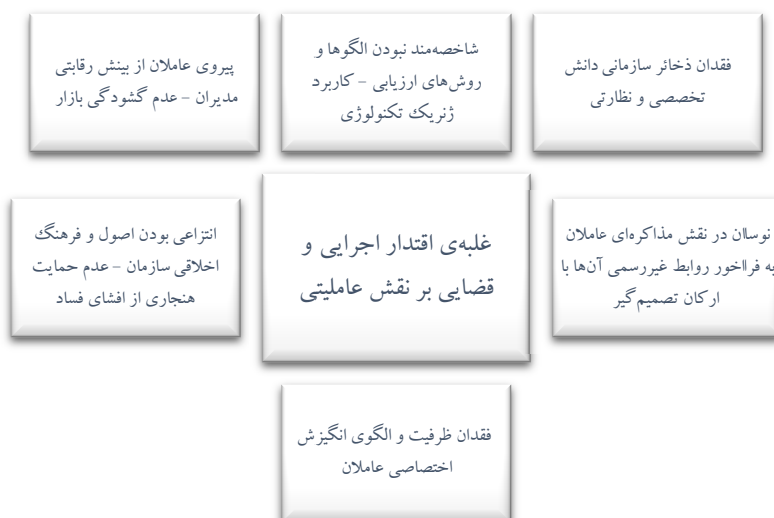 فقدان ذخائر سازمانی دانش
تخصصی و نظارتی
شاخصه‌مند نبودن الگوها و
روش‌های ارزیابی – کاربرد
ژنریک تکنولوژی
پیروی عاملان از بینش رقابتی
مدیران – عدم گشودگی بازار
نوسان در نقش مذاکره‌ای عاملان
به فرااخور روابط غیررسمی آن‌ها با
ارکان تصمیم‌گیر
غلبه‌ی اقتدار اجرایی و
قضایی بر نقش عاملیتی
انتزاعی بودن اصول و فرهنگ
اخلاقی سازمان – عدم حمایت
هنجاری از افشای فساد
فقدان ظرفیت و الگوی انگیزش
اختصاصی عاملان